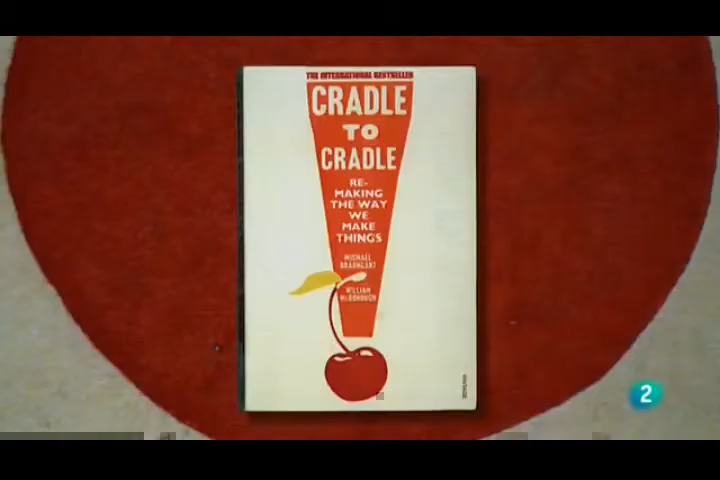 THE INTERNATIONAL BESTSELLER
CRADLE
TO
CRADLE
RE-
MAKING
THE WAY
WE
MAKE
THINGS
MICHAEL
BRAUNGART
WILLIAM
McDONOUGH
2